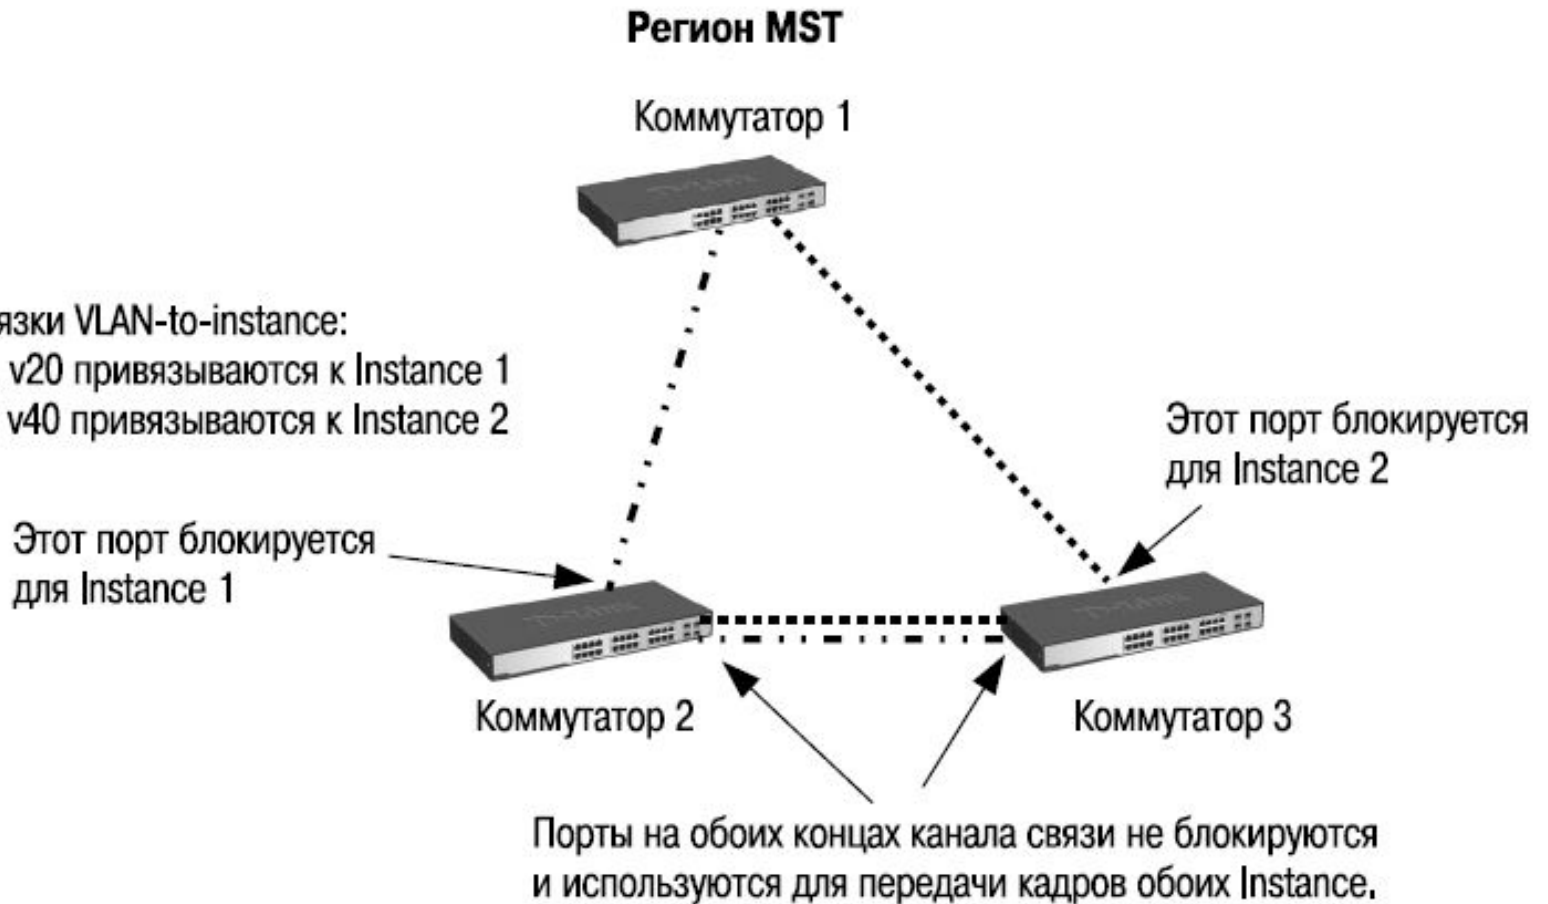 Регион MST
Коммутатор 1
язки VLAN-to-instance:
v20 привязываются к Instance 1
v40 привязываются к Instance 2
Этот порт блокируется
для Instance 2
Этот порт блокируется
для Instance 1
Коммутатор 2
Коммутатор 3
Порты на обоих концах канала связи не блокируются
и используются для передачи кадров обоих Instance.